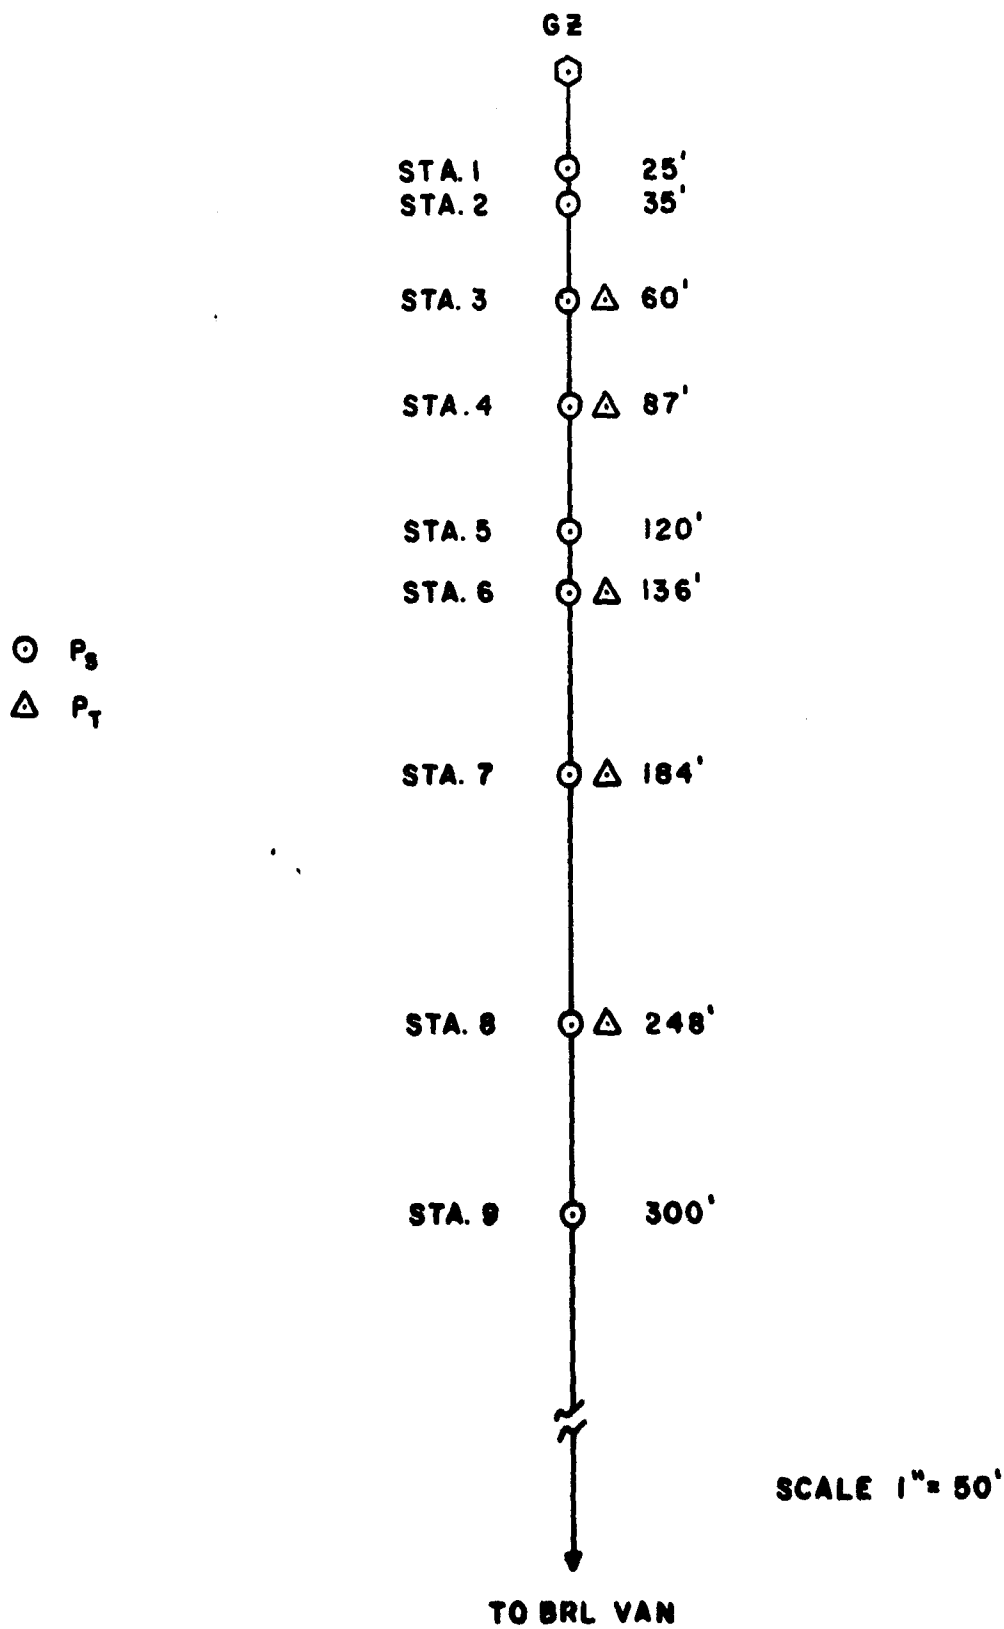 GZ
STA. 1 25'
STA. 2 35'
STA. 3 60'
STA. 4 87'
STA. 5 120'
STA. 6 136'
P_S
P_T
STA. 7 184'
STA. 8 248'
STA. 9 300'
SCALE 1" = 50'
TO BRL VAN